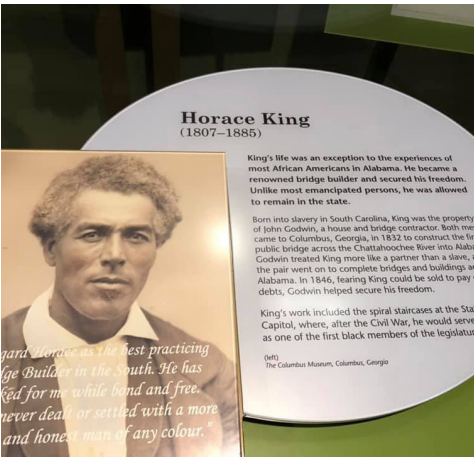 Horace King
(1807–1885)
King's life was an exception to the experiences of
most African Americans in Alabama. He became a
renowned bridge builder and secured his freedom.
Unlike most emancipated persons, he was allowed
to remain in the state.
Born into slavery in South Carolina, King was the property
of John Godwin, a house and bridge contractor. Both
came to Columbus, Georgia, in 1832 to construct the
public bridge across the Chattahoochee River into
Godwin treated King more like a partner than a slave,
the pair went on to complete bridges and buildings
Alabama. In 1846, fearing King could be sold to pay
debts, Godwin helped secure his freedom.
King's work included the spiral staircases at the
Capitol, where, after the Civil War, he would
as one of the first black members of the
(left)
The Columbus Museum, Columbus, Georgia
Horace as the best practicing
Builder in the South. He has
for me while bond and free.
never dealt or settled with a more
and honest man of any colour."